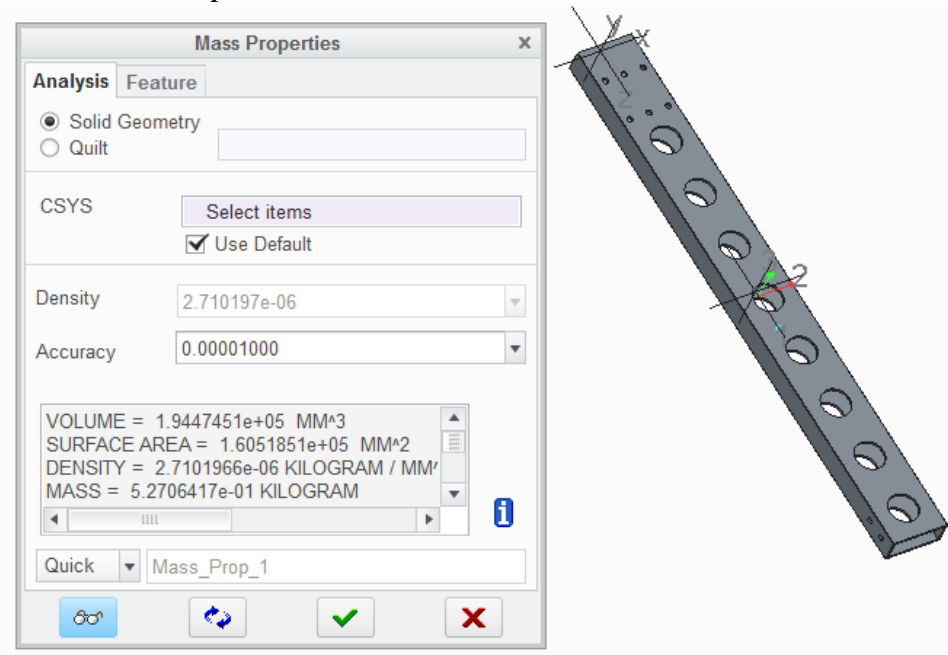 Mass Properties x
Analysis Feature
Solid Geometry
Quilt
CSYS
Select items
Use Default
Density
2.710197e-06
Accuracy
0.00001000
VOLUME = 1.9447451e+05 MM^3
SURFACE AREA = 1.6051851e+05 MM^2
DENSITY = 2.7101966e-06 KILOGRAM / MM^
MASS = 5.2706417e-01 KILOGRAM
i
Quick
Mass_Prop_1
Y
X
Z
2